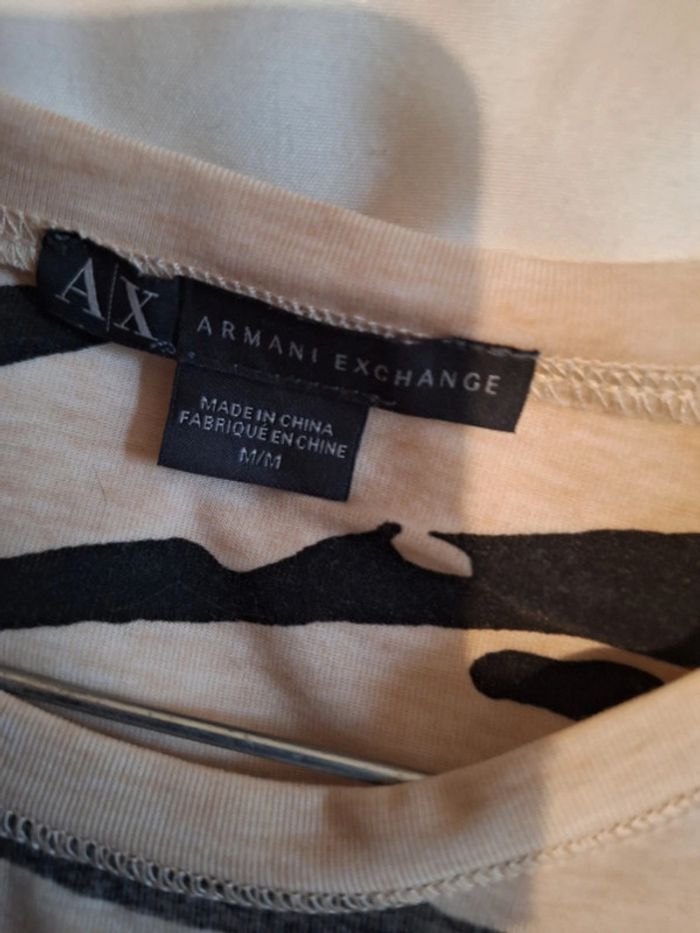 A|X
ARMANI EXCHANGE
MADE IN CHINA
FABRIQUÉ EN CHINE
M/M